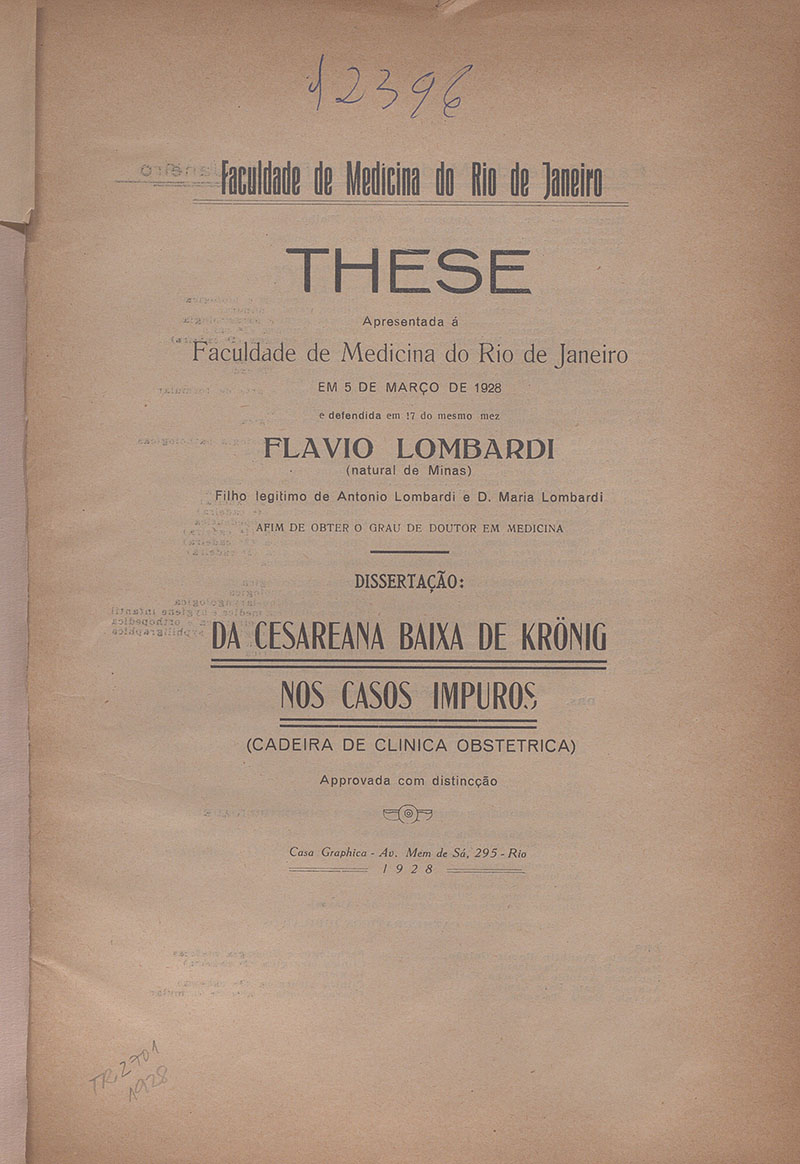 12396
Faculdade de Medicina do Rio de Janeiro
THESE
Apresentada á
Faculdade de Medicina do Rio de Janeiro
EM 5 DE MARÇO DE 1928
e defendida em 17 do mesmo mez
FLAVIO LOMBARDI
(natural de Minas)
Filho legitimo de Antonio Lombardi e D. Maria Lombardi
AFIM DE OBTER O GRAU DE DOUTOR EM MEDICINA
DISSERTAÇÃO:
DA CESAREANA BAIXA DE KRÖNIG
NOS CASOS IMPUROS
(CADEIRA DE CLINICA OBSTETRICA)
Approvada com distincção
Casa Graphica - Av. Mem de Sá, 295 - Rio
1928
TR,2701
1928